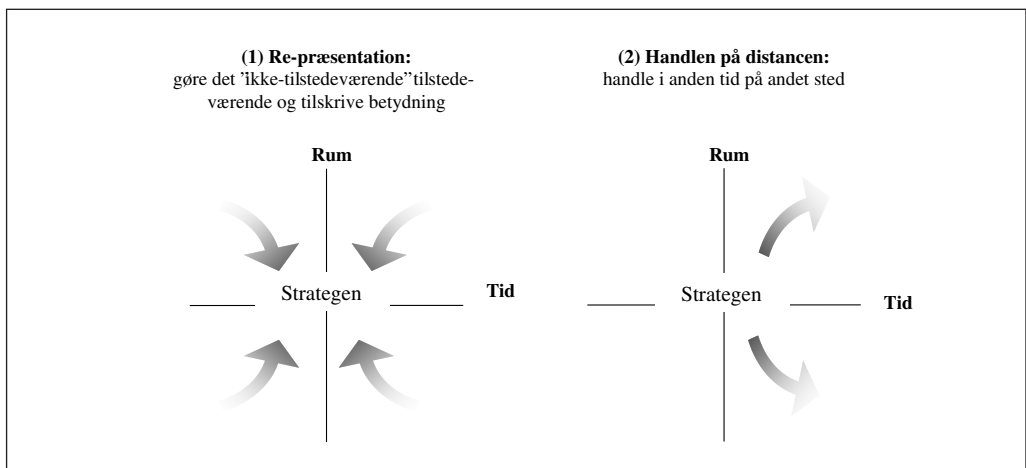 (1) Re-præsentation:
gøre det ’ikke-tilstedeværende” tilstede-
værende og tilskrive betydning
Rum
Strategen
Tid
(2) Handlen på distancen:
handle i anden tid på andet sted
Rum
Strategen
Tid